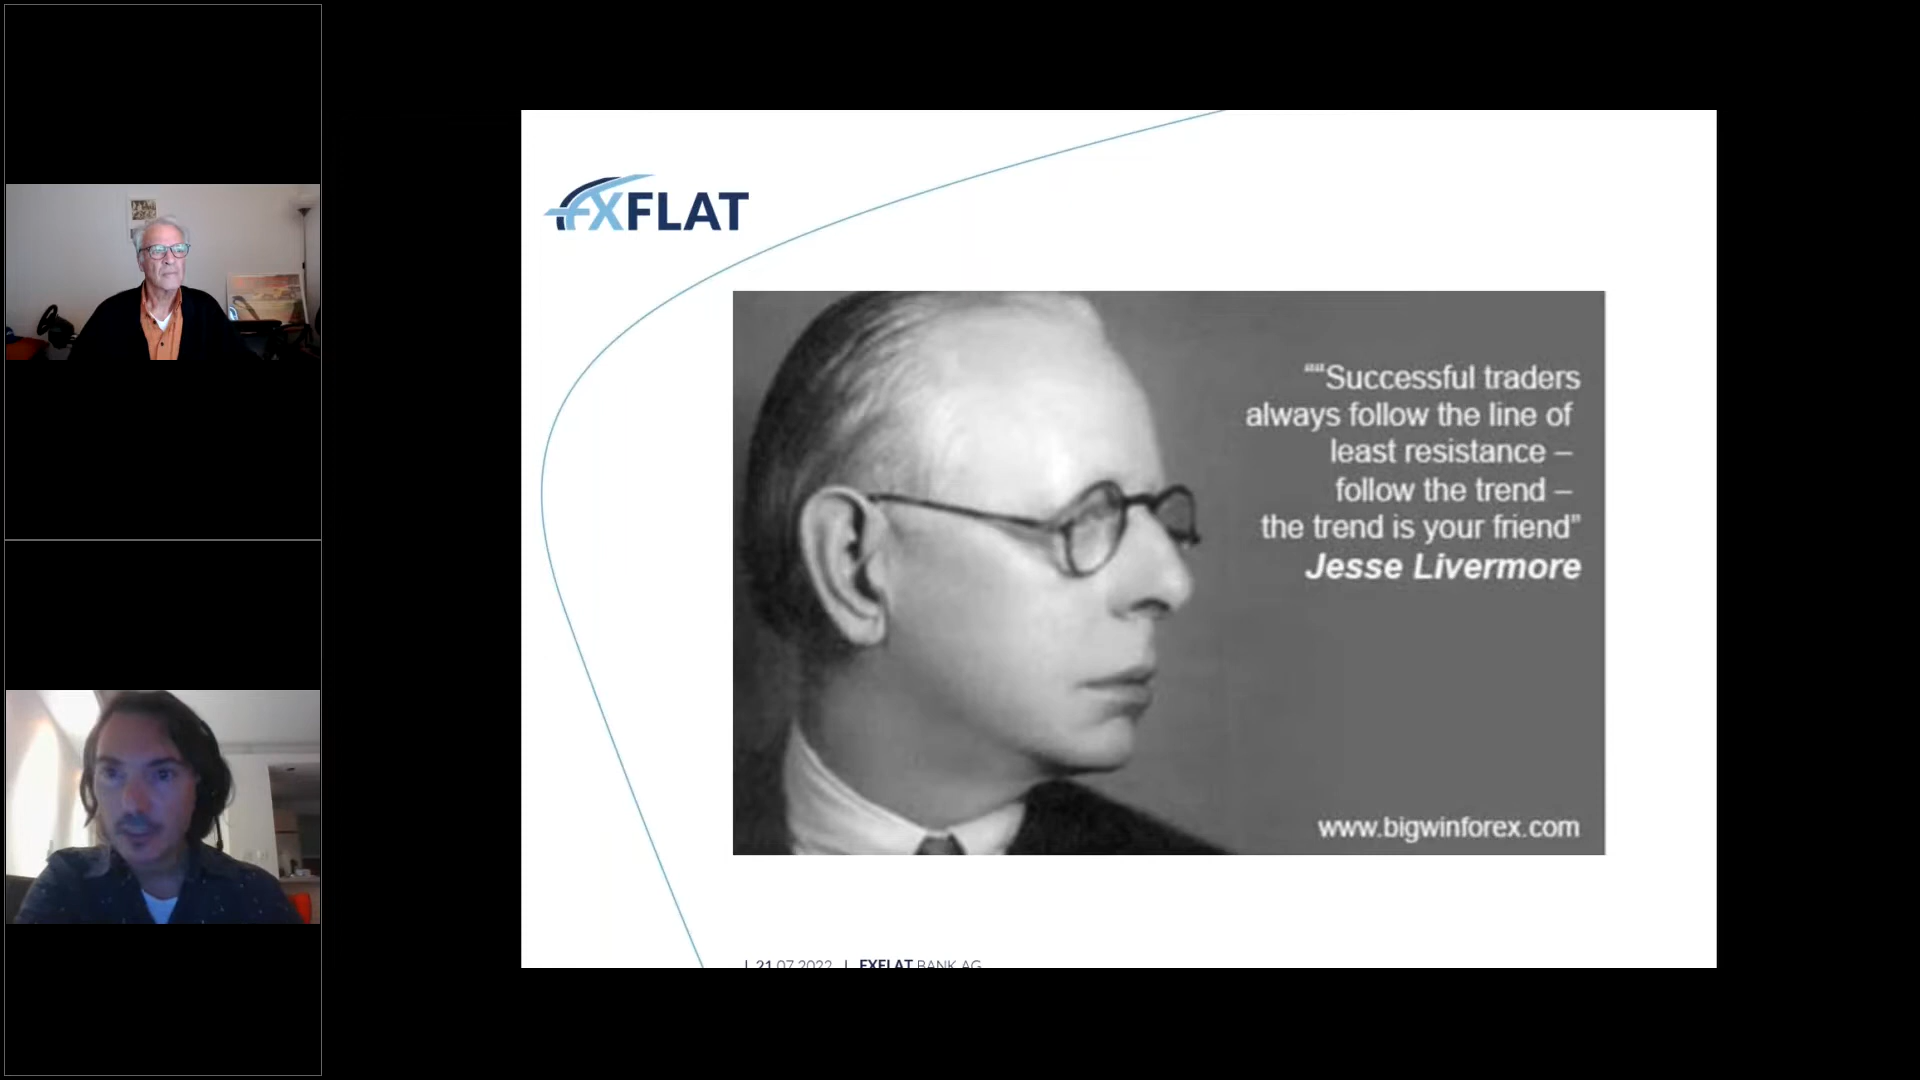 FXFLAT
““Successful traders
always follow the line of
least resistance –
follow the trend –
the trend is your friend”
Jesse Livermore
www.bigwinforex.com
| 21.07.2022 | FXFLAT BANK AG